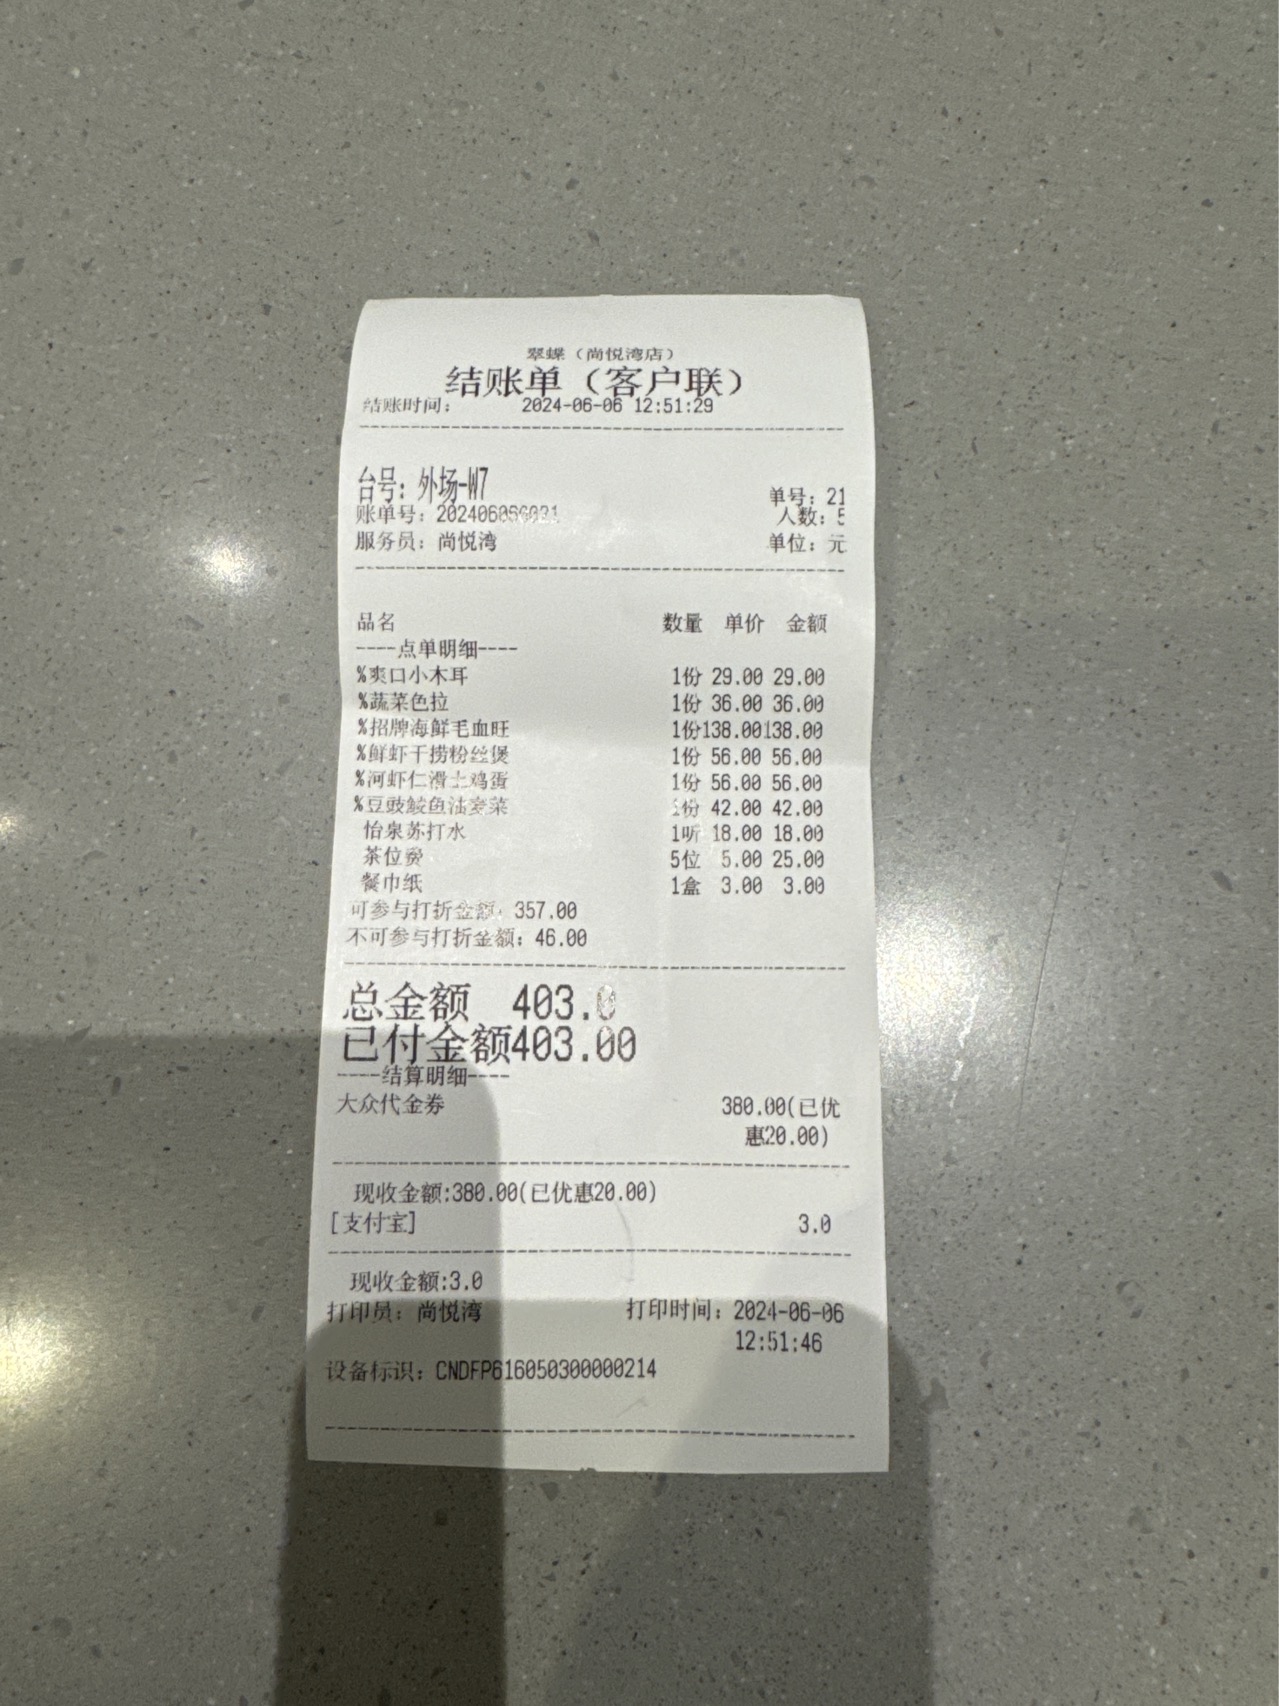 翠蝶（尚悦湾店）
结账单（客户联）
结账时间： 2024-06-06 12:51:29
台号：外场-W7
单号：21
账单号：202406066021
人数：5
服务员：尚悦湾 单位：元
品名 数量 单价 金额
----点单明细----
%爽口小木耳 1份 29.00 29.00
%蔬菜色拉 1份 36.00 36.00
%招牌海鲜毛血旺 1份138.00138.00
%鲜虾干捞粉丝煲 1份 56.00 56.00
%河虾仁滑土鸡蛋 1份 56.00 56.00
%豆豉鲮鱼油麦菜 1份 42.00 42.00
怡泉苏打水 1听 18.00 18.00
茶位费 5位 5.00 25.00
餐巾纸 1盒 3.00 3.00
可参与打折金额：357.00
不可参与打折金额：46.00
总金额 403.0
已付金额403.00
----结算明细----
大众代金券 380.00(已优
惠20.00)
现收金额:380.00(已优惠20.00)
[支付宝] 3.0
现收金额:3.0
打印员：尚悦湾 打印时间：2024-06-06
12:51:46
设备标识：CNDFP616050300000214